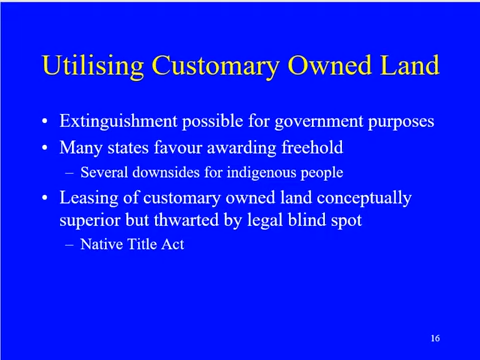 Utilising Customary Owned Land
• Extinguishment possible for government purposes
• Many states favour awarding freehold
– Several downsides for indigenous people
• Leasing of customary owned land conceptually
superior but thwarted by legal blind spot
– Native Title Act
16